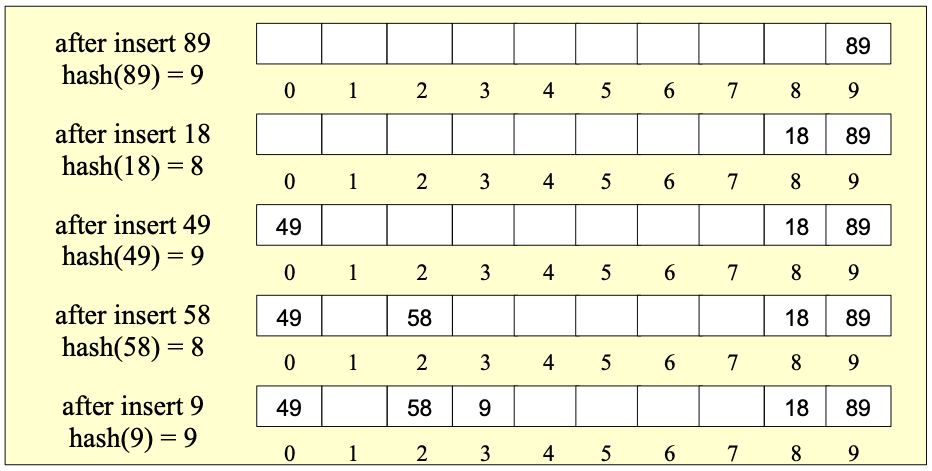 after insert 89
89
hash(89) = 9
0 1 2 3 4 5 6 7 8 9
after insert 18
18 89
hash(18) = 8
0 1 2 3 4 5 6 7 8 9
after insert 49
49 18 89
hash(49) = 9
0 1 2 3 4 5 6 7 8 9
after insert 58
49 58 18 89
hash(58) = 8
0 1 2 3 4 5 6 7 8 9
after insert 9
49 58 9 18 89
hash(9) = 9
0 1 2 3 4 5 6 7 8 9